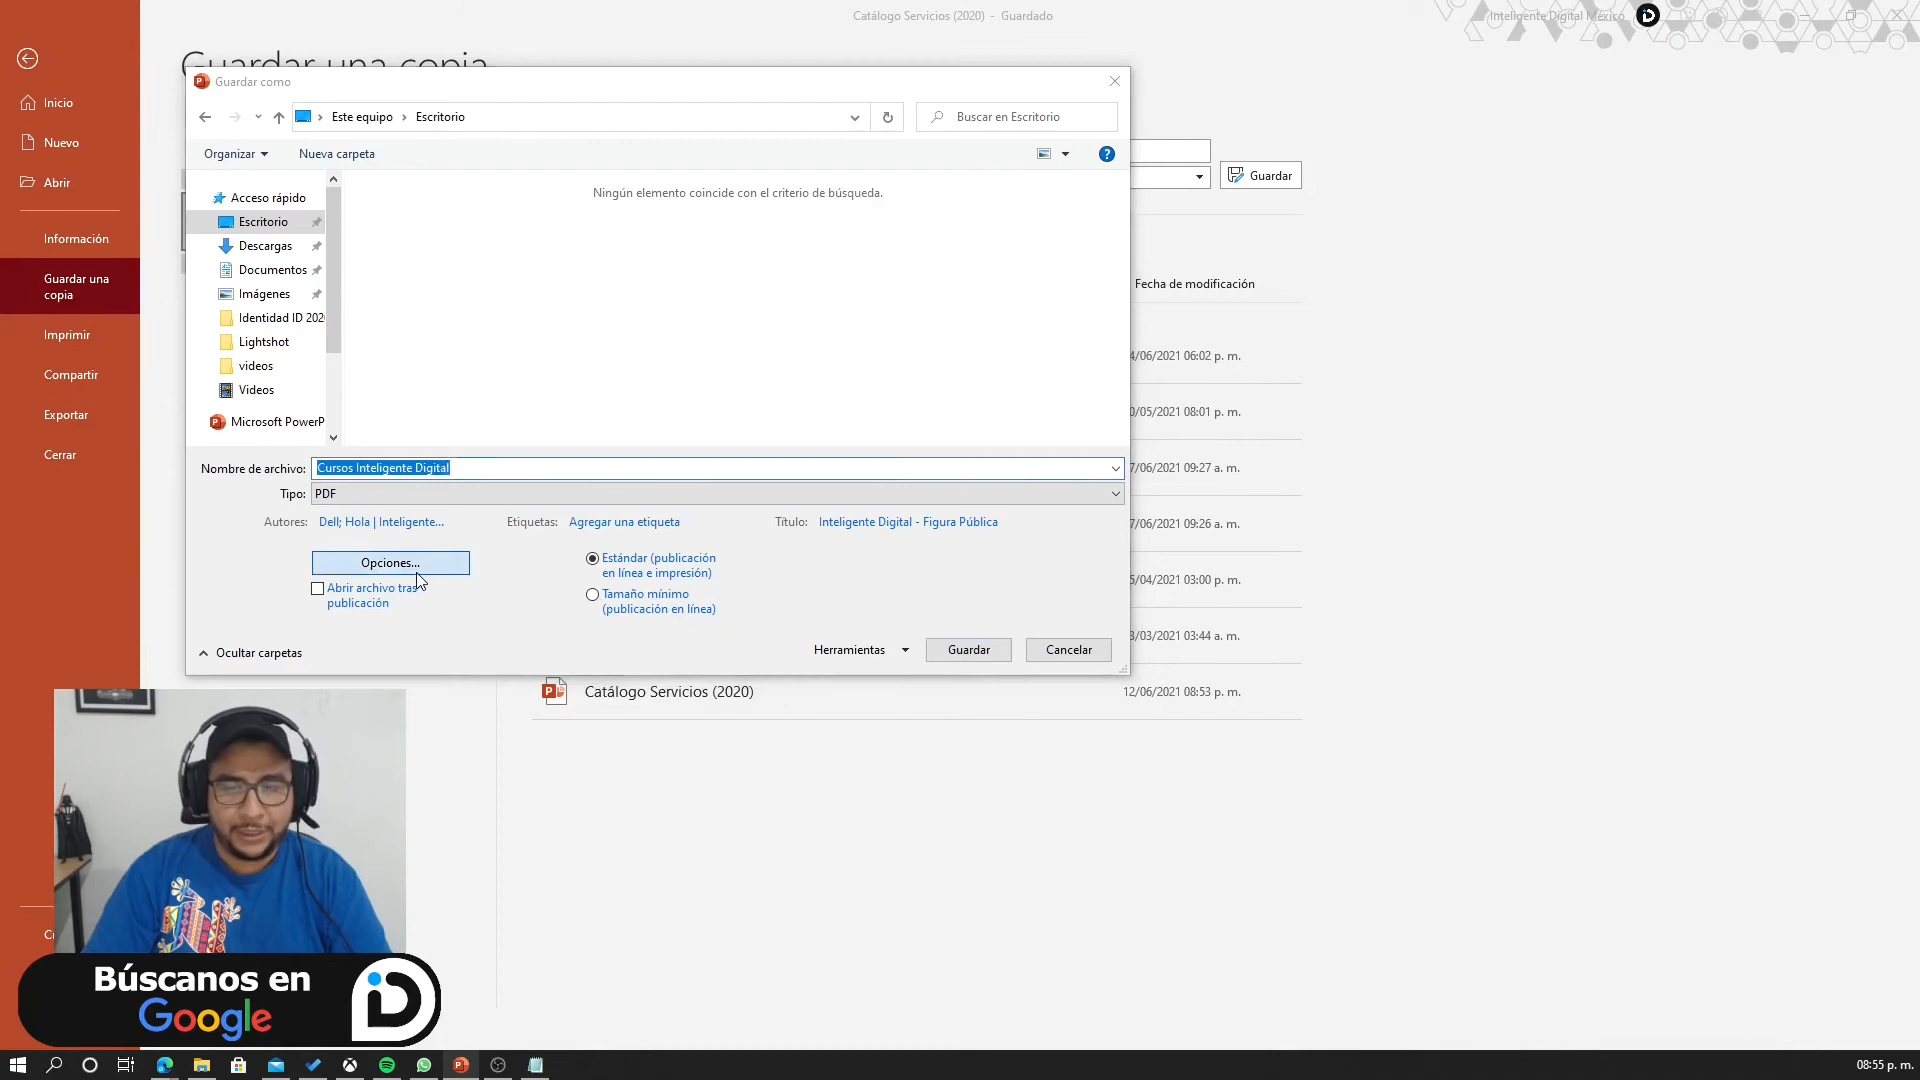 Catálogo Servicios (2020) - Guardado
Inteligente Digital México
Guardar una copia
Inicio
Nuevo
Abrir
Información
Guardar una
copia
Imprimir
Compartir
Exportar
Cerrar
Guardar como
Este equipo > Escritorio
Buscar en Escritorio
Organizar
Nueva carpeta
?
Guardar
Acceso rápido
Escritorio
Descargas
Documentos
Imágenes
Identidad ID 202
Lightshot
videos
Videos
Microsoft PowerP
Ningún elemento coincide con el criterio de búsqueda.
Fecha de modificación
4/06/2021 06:02 p. m.
0/05/2021 08:01 p. m.
7/06/2021 09:27 a. m.
7/06/2021 09:26 a. m.
5/04/2021 03:00 p. m.
3/03/2021 03:44 a. m.
Nombre de archivo: Cursos Inteligente Digital
Tipo: PDF
Autores: Dell; Hola | Inteligente...
Etiquetas: Agregar una etiqueta
Título: Inteligente Digital - Figura Pública
Opciones...
Abrir archivo tras
publicación
Estándar (publicación
en línea e impresión)
Tamaño mínimo
(publicación en línea)
Ocultar carpetas
Herramientas
Guardar
Cancelar
Catálogo Servicios (2020)
12/06/2021 08:53 p. m.
Búscanos en
Google
iD
08:55 p. m.